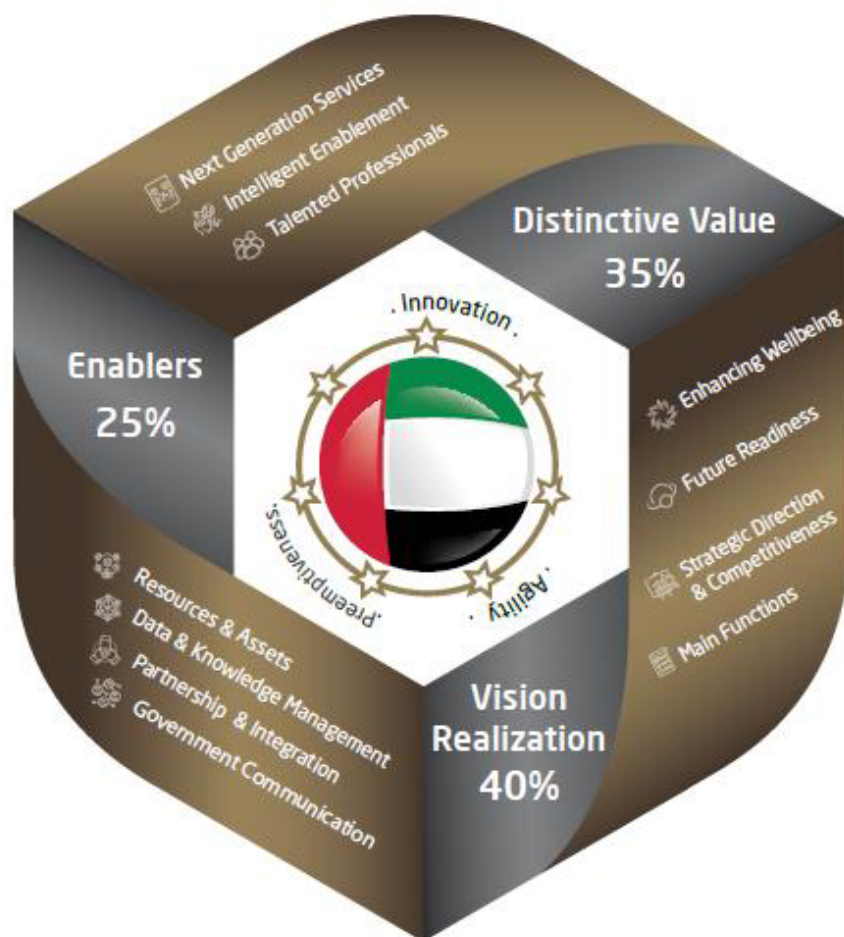 Next Generation Services
Intelligent Enablement
Talented Professionals
Distinctive Value
35%
. Innovation .
Enablers
25%
Enhancing Wellbeing
Future Readiness
Strategic Direction
& Competitiveness
Main Functions
.Preemptiveness.
. Agility .
Resources & Assets
Data & Knowledge Management
Partnership & Integration
Government Communication
Vision
Realization
40%